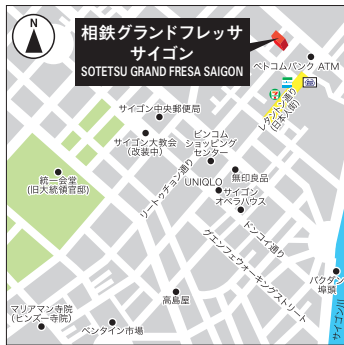 N
相鉄グランドフレッサ
サイゴン
SOTETSU GRAND FRESA SAIGON
ベトコムバンク ATM
7
レタントン通り
(日本人街)
サイゴン中央郵便局
サイゴン大教会
(改装中)
ビンコム
ショッピング
センター
リートゥチョン通り
統一会堂
(旧大統領官邸)
無印良品
UNIQLO
サイゴン
オペラハウス
ドンコイ通り
グエンフェウォーキングストリート
バクダン
埠頭
サイゴン川
高島屋
マリアマン寺院
(ヒンズー寺院)
ベンタイン市場